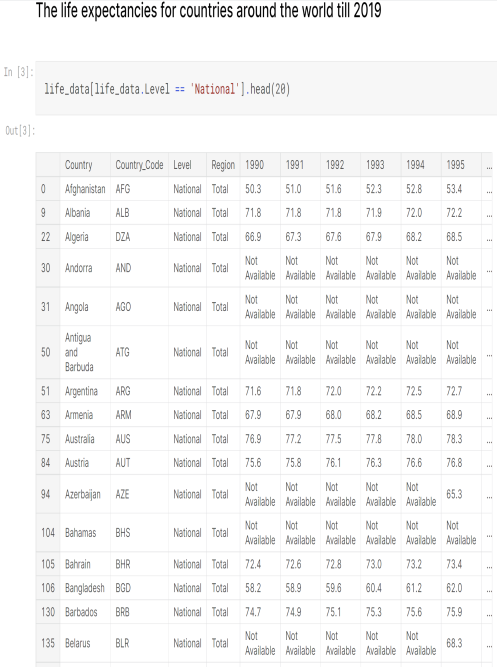 The life expectancies for countries around the world till 2019
In [3]:
life_data[life_data.Level == 'National'].head(20)
Out[3]:
Country Country_Code Level Region 1990 1991 1992 1993 1994 1995 ...
0 Afghanistan AFG National Total 50.3 51.0 51.6 52.3 52.8 53.4 ...
9 Albania ALB National Total 71.8 71.8 71.8 71.9 72.0 72.2 ...
22 Algeria DZA National Total 66.9 67.3 67.6 67.9 68.2 68.5 ...
30 Andorra AND National Total Not Available Not Available Not Available Not Available Not Available Not Available ...
31 Angola AGO National Total Not Available Not Available Not Available Not Available Not Available Not Available ...
50 Antigua and Barbuda ATG National Total Not Available Not Available Not Available Not Available Not Available Not Available ...
51 Argentina ARG National Total 71.6 71.8 72.0 72.2 72.5 72.7 ...
63 Armenia ARM National Total 67.9 67.9 68.0 68.2 68.5 68.9 ...
75 Australia AUS National Total 76.9 77.2 77.5 77.8 78.0 78.3 ...
84 Austria AUT National Total 75.6 75.8 76.1 76.3 76.6 76.8 ...
94 Azerbaijan AZE National Total Not Available Not Available Not Available Not Available Not Available 65.3 ...
104 Bahamas BHS National Total Not Available Not Available Not Available Not Available Not Available Not Available ...
105 Bahrain BHR National Total 72.4 72.6 72.8 73.0 73.2 73.4 ...
106 Bangladesh BGD National Total 58.2 58.9 59.6 60.4 61.2 62.0 ...
130 Barbados BRB National Total 74.7 74.9 75.1 75.3 75.6 75.9 ...
135 Belarus BLR National Total Not Available Not Available Not Available Not Available Not Available 68.3 ...